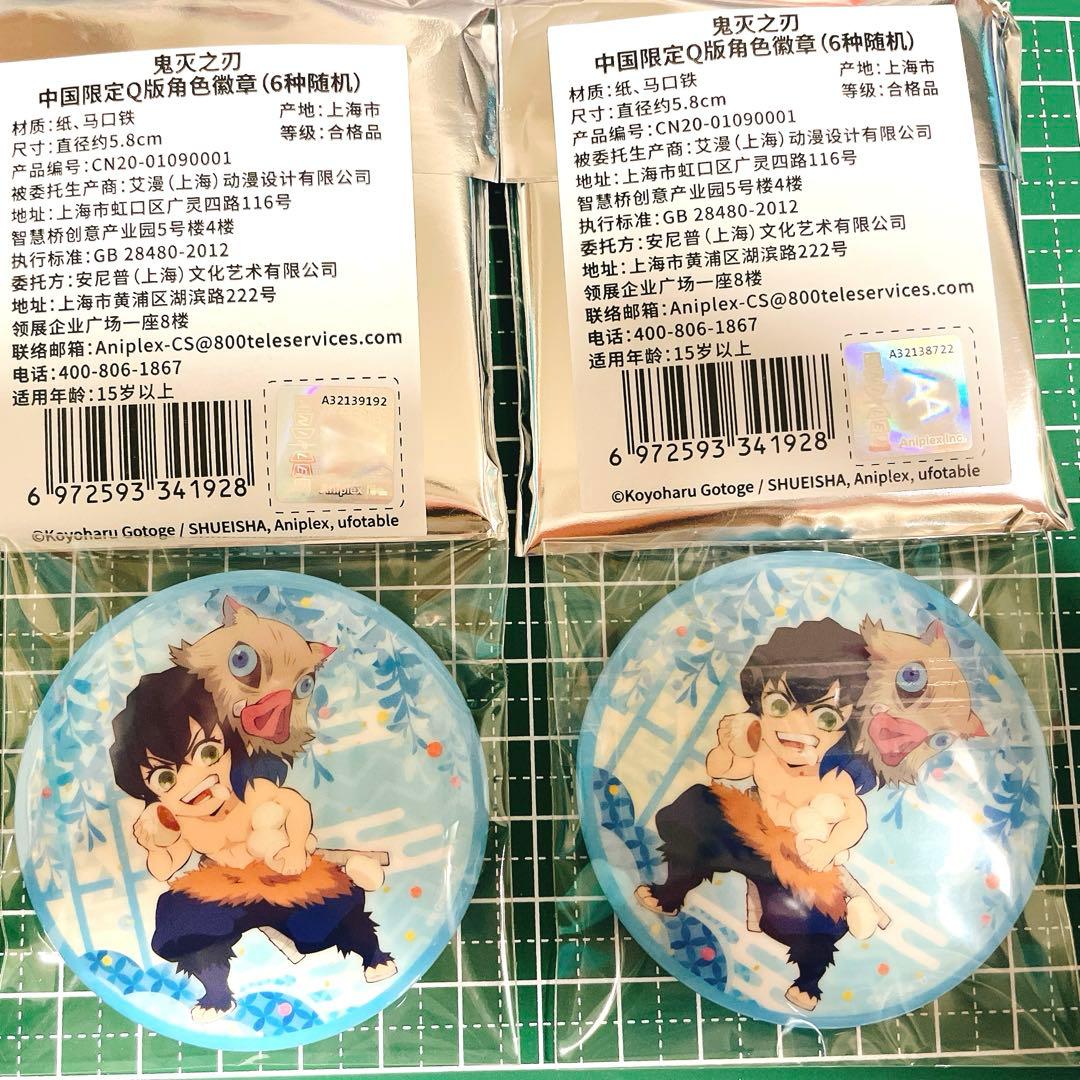 鬼灭之刃
中国限定Q版角色徽章(6种随机)
材质:纸、马口铁 产地:上海市
尺寸:直径约5.8cm 等级:合格品
产品编号:CN20-01090001
被委托生产商:艾漫(上海)动漫设计有限公司
地址:上海市虹口区广灵四路116号
智慧桥创意产业园5号楼4楼
执行标准:GB 28480-2012
委托方:安尼普(上海)文化艺术有限公司
地址:上海市黄浦区湖滨路222号
领展企业广场一座8楼
联络邮箱:Aniplex-CS@800teleservices.com
电话:400-806-1867
适用年龄:15岁以上
A32139192
Aniplex
6 972593 341928
©Koyoharu Gotoge / SHUEISHA, Aniplex, ufotable
鬼灭之刃
中国限定Q版角色徽章(6种随机)
材质:纸、马口铁 产地:上海市
尺寸:直径约5.8cm 等级:合格品
产品编号:CN20-01090001
被委托生产商:艾漫(上海)动漫设计有限公司
地址:上海市虹口区广灵四路116号
智慧桥创意产业园5号楼4楼
执行标准:GB 28480-2012
委托方:安尼普(上海)文化艺术有限公司
地址:上海市黄浦区湖滨路222号
领展企业广场一座8楼
联络邮箱:Aniplex-CS@800teleservices.com
电话:400-806-1867
适用年龄:15岁以上
A32138722
Aniplex Inc.
6 972593 341928
©Koyoharu Gotoge / SHUEISHA, Aniplex, ufotable